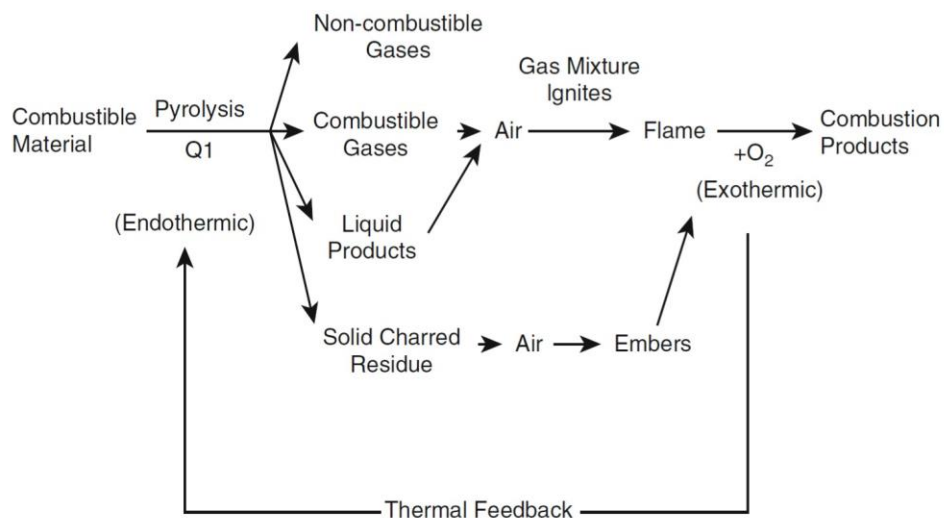 Non-combustible
Gases
Gas Mixture
Ignites
Combustible
Material
Pyrolysis
Q1
Combustible
Gases
Air
Flame
+O₂
Combustion
Products
(Exothermic)
(Endothermic)
Liquid
Products
Solid Charred
Residue
Air
Embers
Thermal Feedback